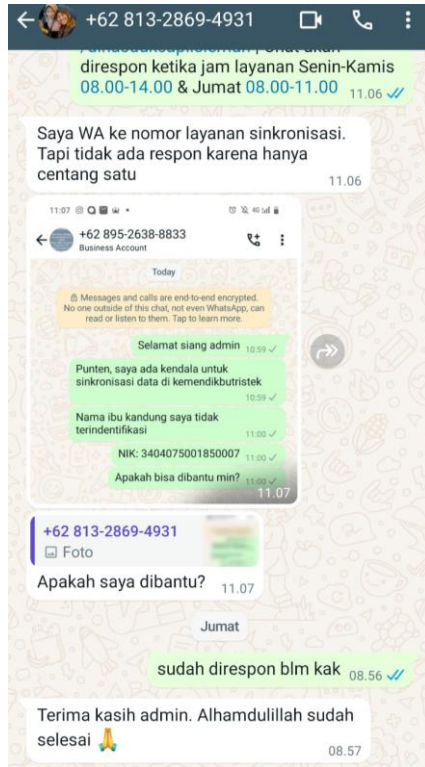 +62 813-2869-4931
direspon ketika jam layanan Senin-Kamis
08.00-14.00 & Jumat 08.00-11.00
11.06
Saya WA ke nomor layanan sinkronisasi.
Tapi tidak ada respon karena hanya
centang satu
11.06
11:07
+62 895-2638-8833
Business Account
Today
Messages and calls are end-to-end encrypted.
No one outside of this chat, not even WhatsApp, can
read or listen to them. Tap to learn more.
Selamat siang admin 10:59
Punten, saya ada kendala untuk
sinkronisasi data di kemendikbutristek
10:59
Nama ibu kandung saya tidak
terindentifikasi
11:00
NIK: 3404075001850007 11:00
Apakah bisa dibantu min? 11:00
11.07
+62 813-2869-4931
Foto
Apakah saya dibantu?
11.07
Jumat
sudah direspon blm kak 08.56
Terima kasih admin. Alhamdulillah sudah
selesai 🙏
08.57